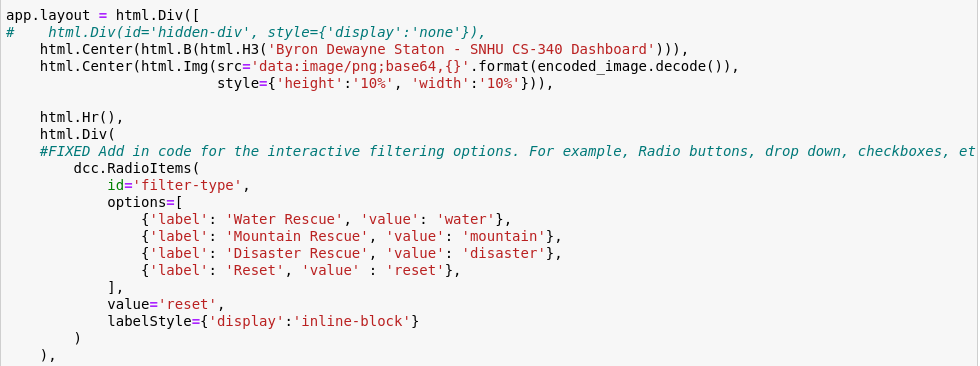 app.layout = html.Div([
#    html.Div(id='hidden-div', style={'display':'none'}),
    html.Center(html.B(html.H3('Byron Dewayne Staton - SNHU CS-340 Dashboard'))),
    html.Center(html.Img(src='data:image/png;base64,{}'.format(encoded_image.decode()),
                         style={'height':'10%', 'width':'10%'})),
    html.Hr(),
    html.Div(
    #FIXED Add in code for the interactive filtering options. For example, Radio buttons, drop down, checkboxes, et
        dcc.RadioItems(
            id='filter-type',
            options=[
                {'label': 'Water Rescue', 'value': 'water'},
                {'label': 'Mountain Rescue', 'value': 'mountain'},
                {'label': 'Disaster Rescue', 'value': 'disaster'},
                {'label': 'Reset', 'value' : 'reset'},
            ],
            value='reset',
            labelStyle={'display':'inline-block'}
        )
    ),